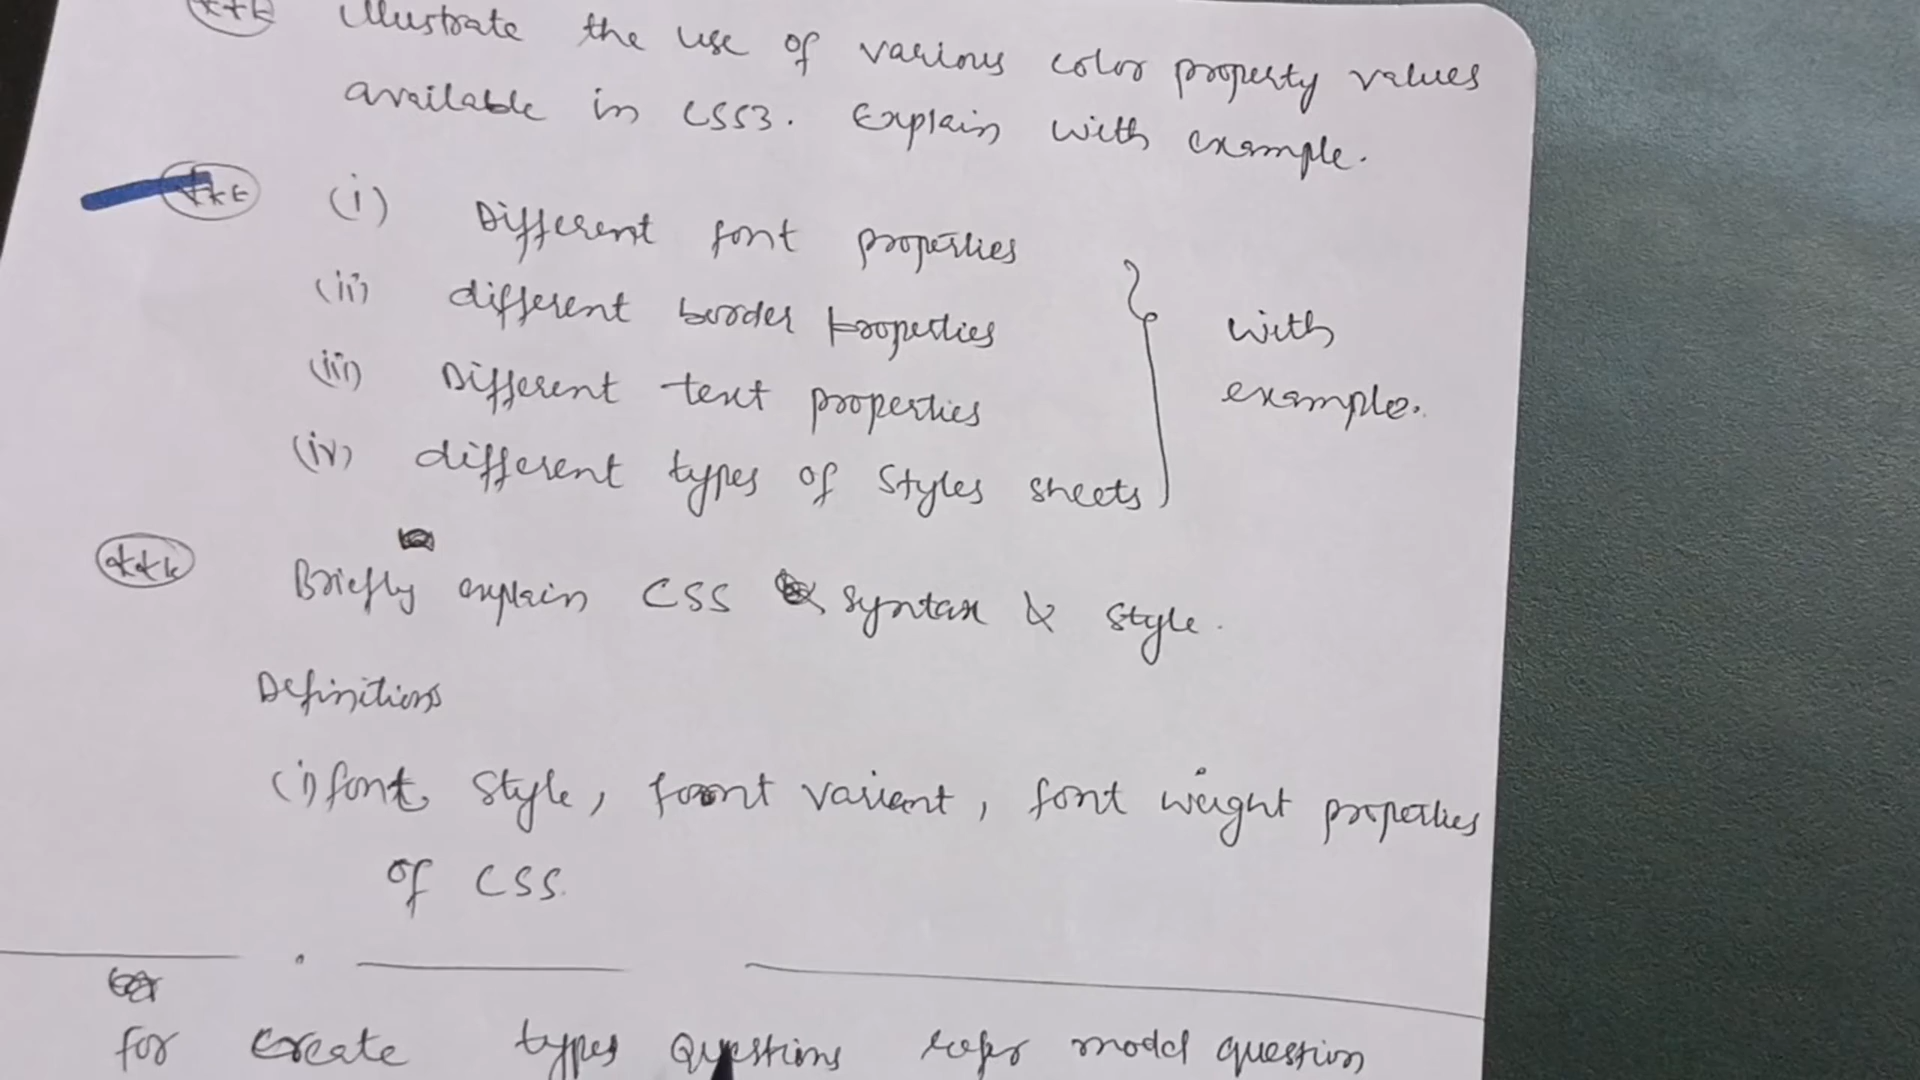 *** illustrate the use of various color property values
available in CSS3. Explain with example.
*** (i) Different font properties
(ii) different border properties
(iii) Different text properties
with
example.
(iv) different types of styles sheets
*** Briefly explain CSS syntax & style.
Definitions
(i) font style, font variant, font weight properties
of CSS.
for create types questions refer model question